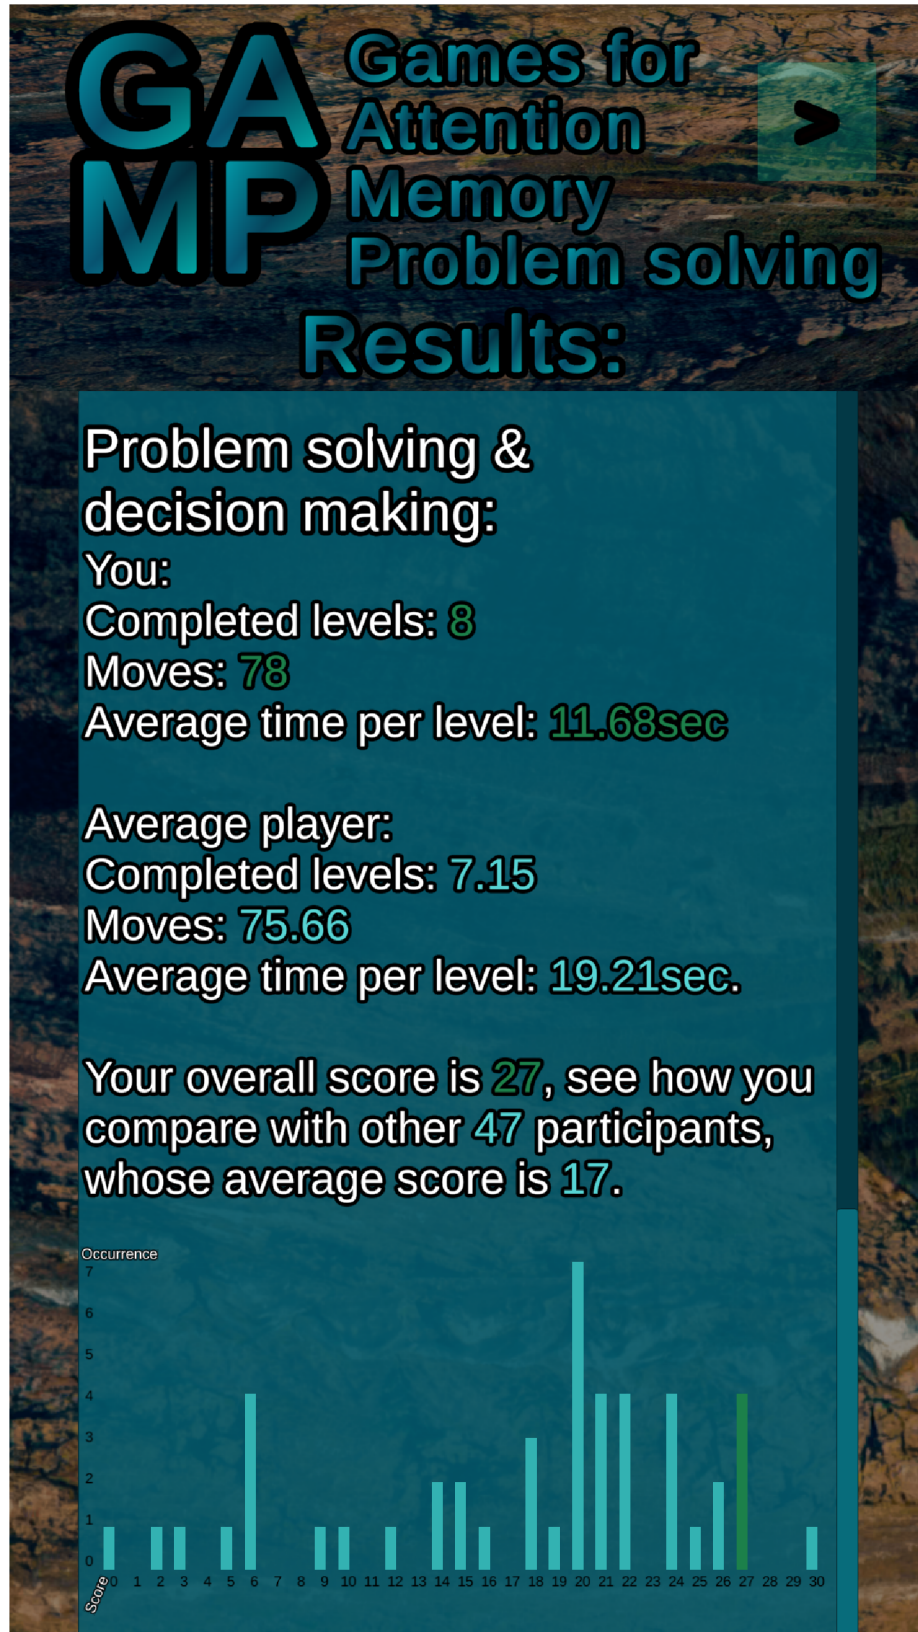 GA
MP
Games for
Attention
Memory
Problem solving
>
Results:
Problem solving &
decision making:
You:
Completed levels: 8
Moves: 78
Average time per level: 11.68sec
Average player:
Completed levels: 7.15
Moves: 75.66
Average time per level: 19.21sec.
Your overall score is 27, see how you
compare with other 47 participants,
whose average score is 17.
Occurrence
7
6
5
4
3
2
1
0
Score
0 1 2 3 4 5 6 7 8 9 10 11 12 13 14 15 16 17 18 19 20 21 22 23 24 25 26 27 28 29 30